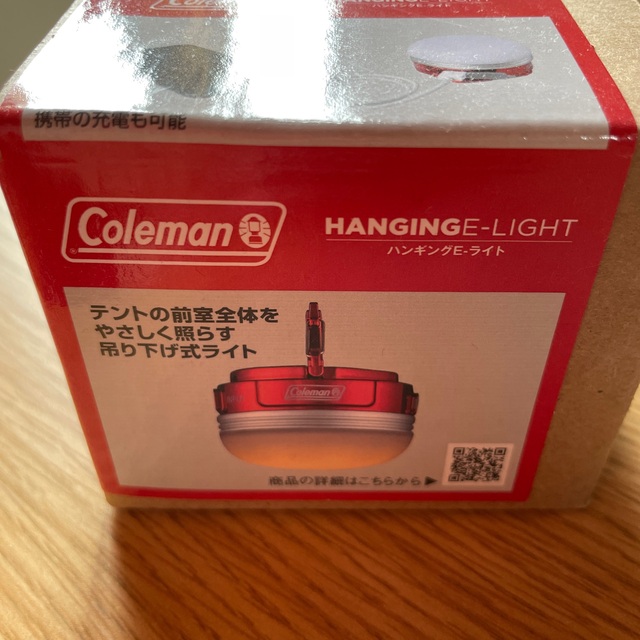 携帯の充電も可能
Coleman
HANGING E-LIGHT
ハンギングE-ライト
テントの前室全体を
やさしく照らす
吊り下げ式ライト
Coleman
商品の詳細はこちらから▶